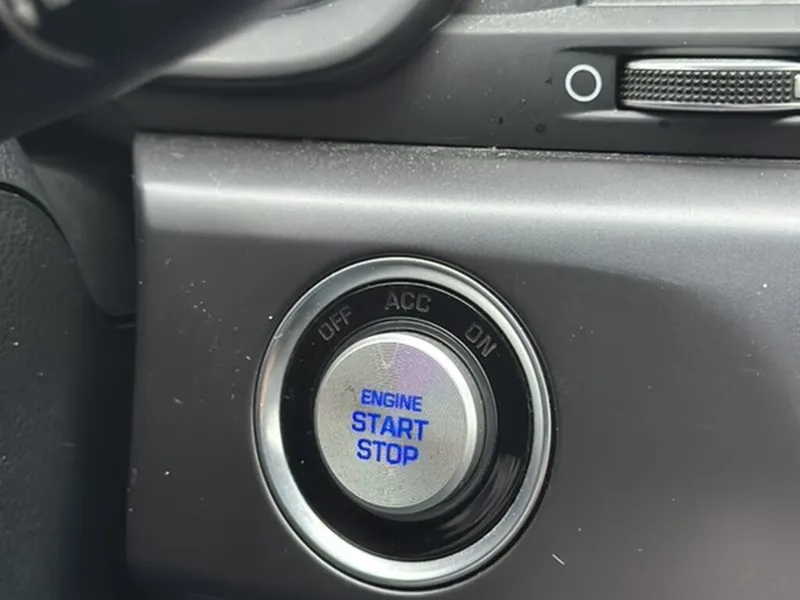 OFF ACC ON
ENGINE
START
STOP